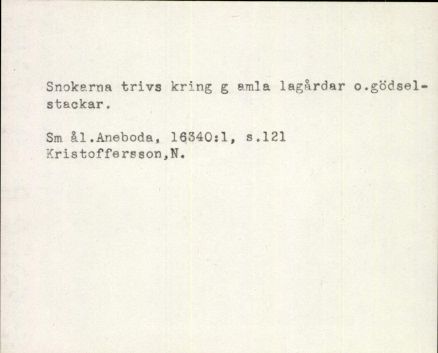 Snokarna trivs kring g amla lagårdar o.gödsel-
stackar.
Sm ål.Aneboda, 16340:1, s.121
Kristoffersson,N.